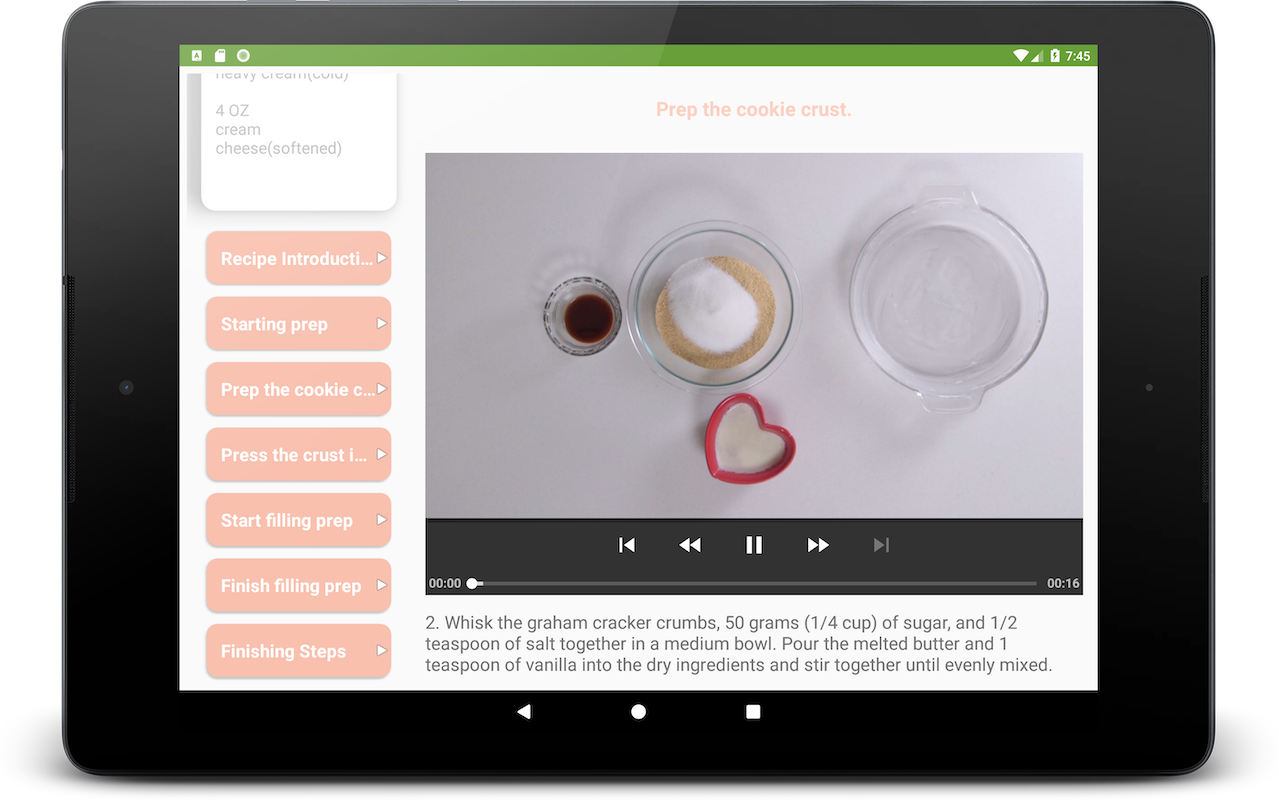 7:45
heavy cream(cold)
4 OZ
cream
cheese(softened)
Recipe Introducti...
Starting prep
Prep the cookie c...
Press the crust i...
Start filling prep
Finish filling prep
Finishing Steps
Prep the cookie crust.
00:00
00:16
2. Whisk the graham cracker crumbs, 50 grams (1/4 cup) of sugar, and 1/2
teaspoon of salt together in a medium bowl. Pour the melted butter and 1
teaspoon of vanilla into the dry ingredients and stir together until evenly mixed.